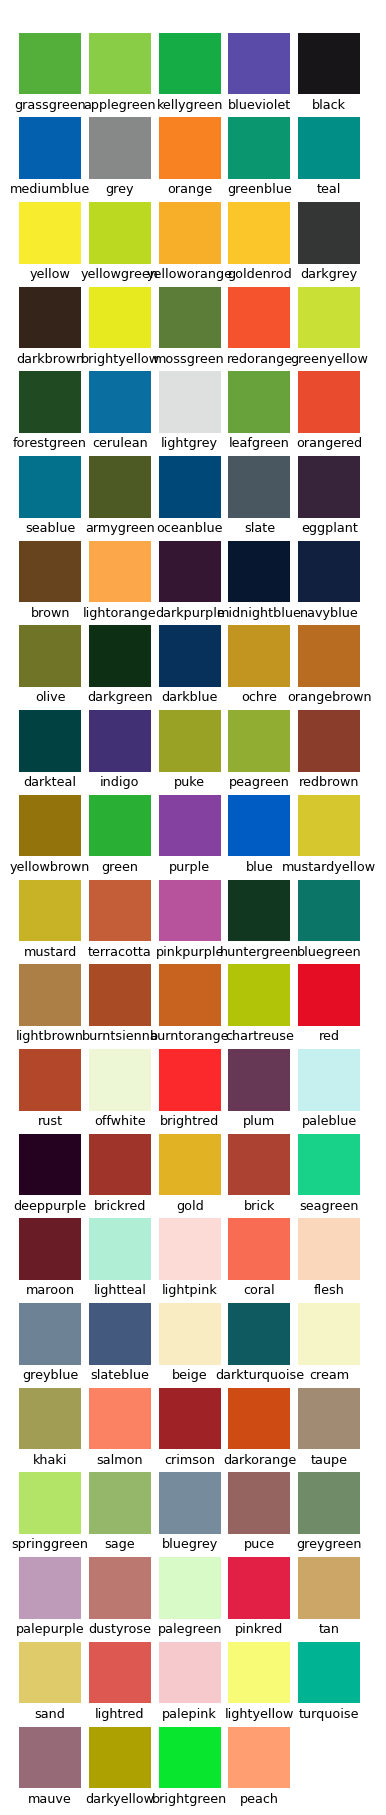 grassgreen applegreen kellygreen blueviolet black
mediumblue grey orange greenblue teal
yellow yellowgreen yelloworange goldenrod darkgrey
darkbrown brightyellow mossgreen redorange greenyellow
forestgreen cerulean lightgrey leafgreen orangered
seablue armygreen oceanblue slate eggplant
brown lightorange darkpurple midnightblue navyblue
olive darkgreen darkblue ochre orangebrown
darkteal indigo puke peagreen redbrown
yellowbrown green purple blue mustardyellow
mustard terracotta pinkpurple huntergreen bluegreen
lightbrown burntsienna burntorange chartreuse red
rust offwhite brightred plum paleblue
deeppurple brickred gold brick seagreen
maroon lightteal lightpink coral flesh
greyblue slateblue beige darkturquoise cream
khaki salmon crimson darkorange taupe
springgreen sage bluegrey puce greygreen
palepurple dustyrose palegreen pinkred tan
sand lightred palepink lightyellow turquoise
mauve darkyellow brightgreen peach